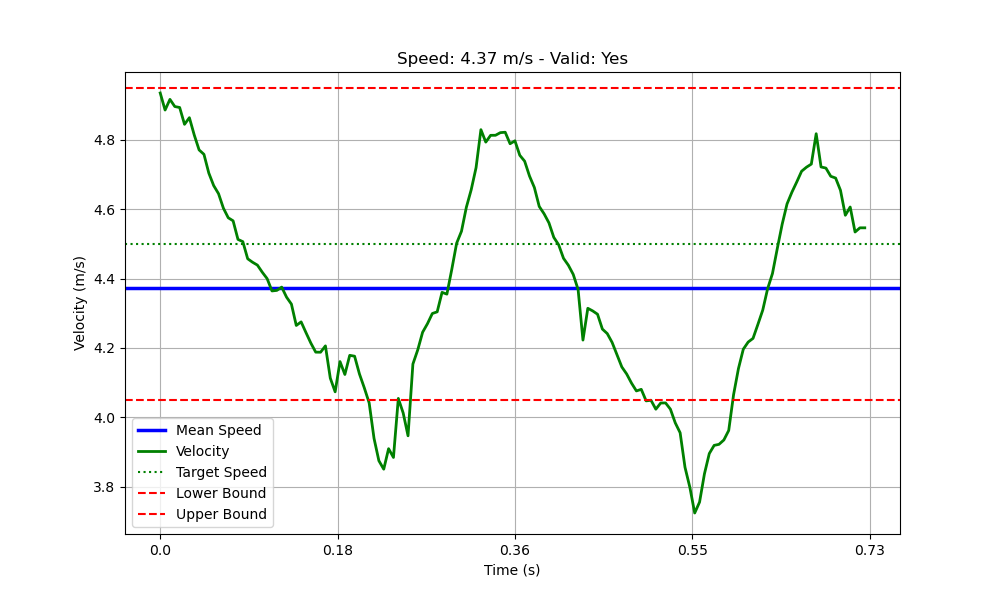 Speed: 4.37 m/s - Valid: Yes
Velocity (m/s)
4.8
4.6
4.4
4.2
4.0
3.8
Mean Speed
Velocity
Target Speed
Lower Bound
Upper Bound
0.0 0.18 0.36 0.55 0.73
Time (s)